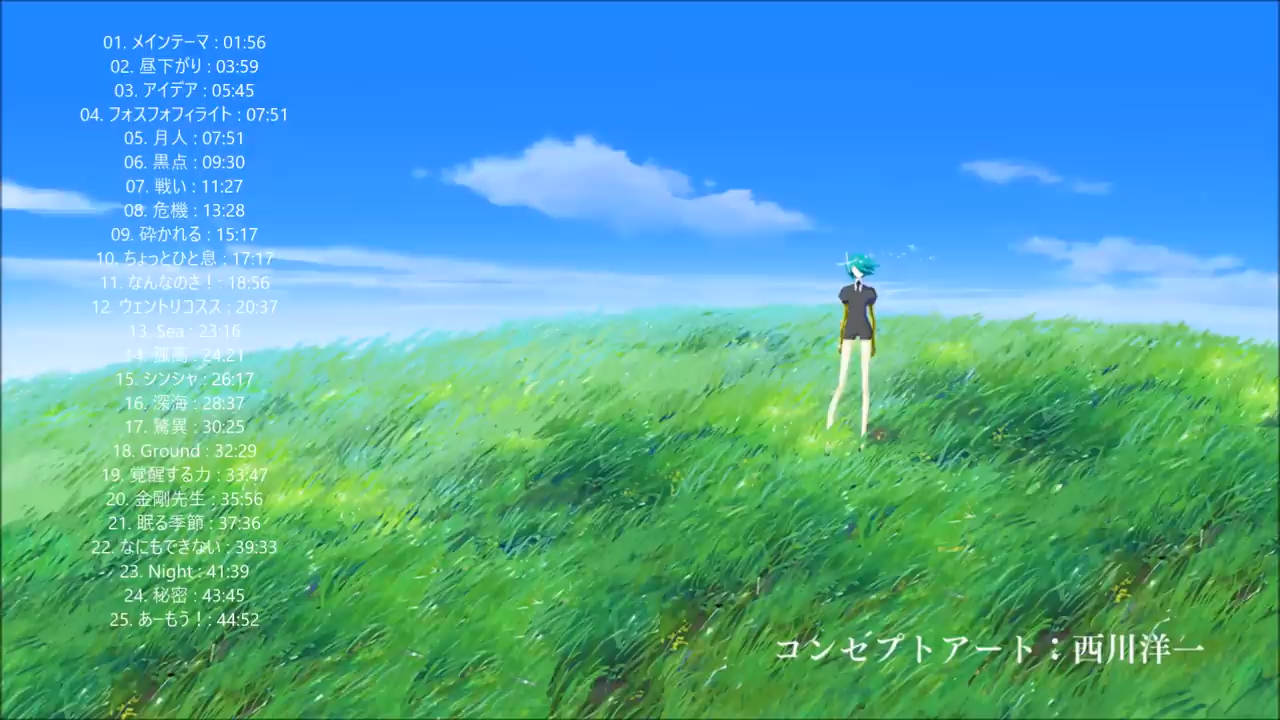 01. メインテーマ : 01:56
02. 昼下がり : 03:59
03. アイデア : 05:45
04. フォスフォフィライト : 07:51
05. 月人 : 07:51
06. 黒点 : 09:30
07. 戦い : 11:27
08. 危機 : 13:28
09. 砕かれる : 15:17
10. ちょっとひと息 : 17:17
11. なんなのさ！ : 18:56
12. ウェントリコスス : 20:37
13. Sea : 23:16
14. 孤高 : 24:21
15. シンシャ : 26:17
16. 深海 : 28:37
17. 驚異 : 30:25
18. Ground : 32:29
19. 覚醒する力 : 33:47
20. 金剛先生 : 35:56
21. 眠る季節 : 37:36
22. なにもできない : 39:33
23. Night : 41:39
24. 秘密 : 43:45
25. あーもう！ : 44:52
コンセプトアート：西川洋一